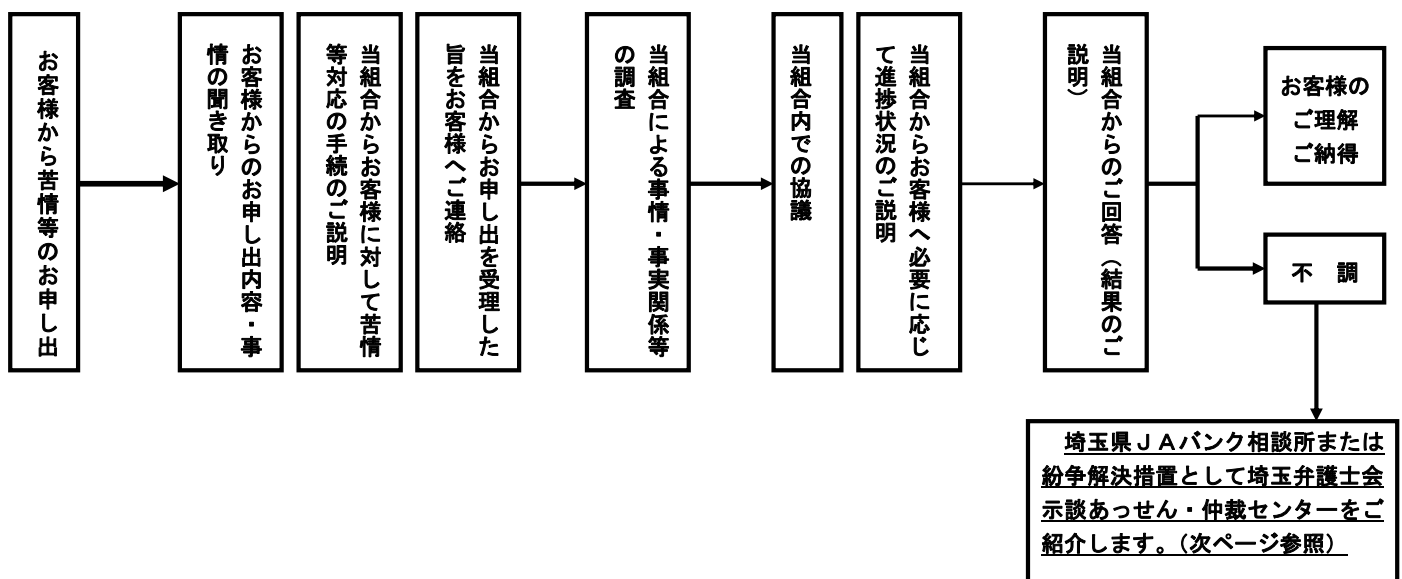 お客様から苦情等のお申し出
お客様からのお申し出内容・事
情の聞き取り
当組合からお客様に対して苦情
等対応の手続のご説明
当組合からお申し出を受理した
旨をお客様へご連絡
当組合による事情・事実関係等
の調査
当組合内での協議
当組合からお客様へ必要に応じ
て進捗状況のご説明
当組合からのご回答（結果のご
説明）
お客様の
ご理解
ご納得
不　調
埼玉県ＪＡバンク相談所または
紛争解決措置として埼玉弁護士会
示談あっせん・仲裁センターをご
紹介します。（次ページ参照）